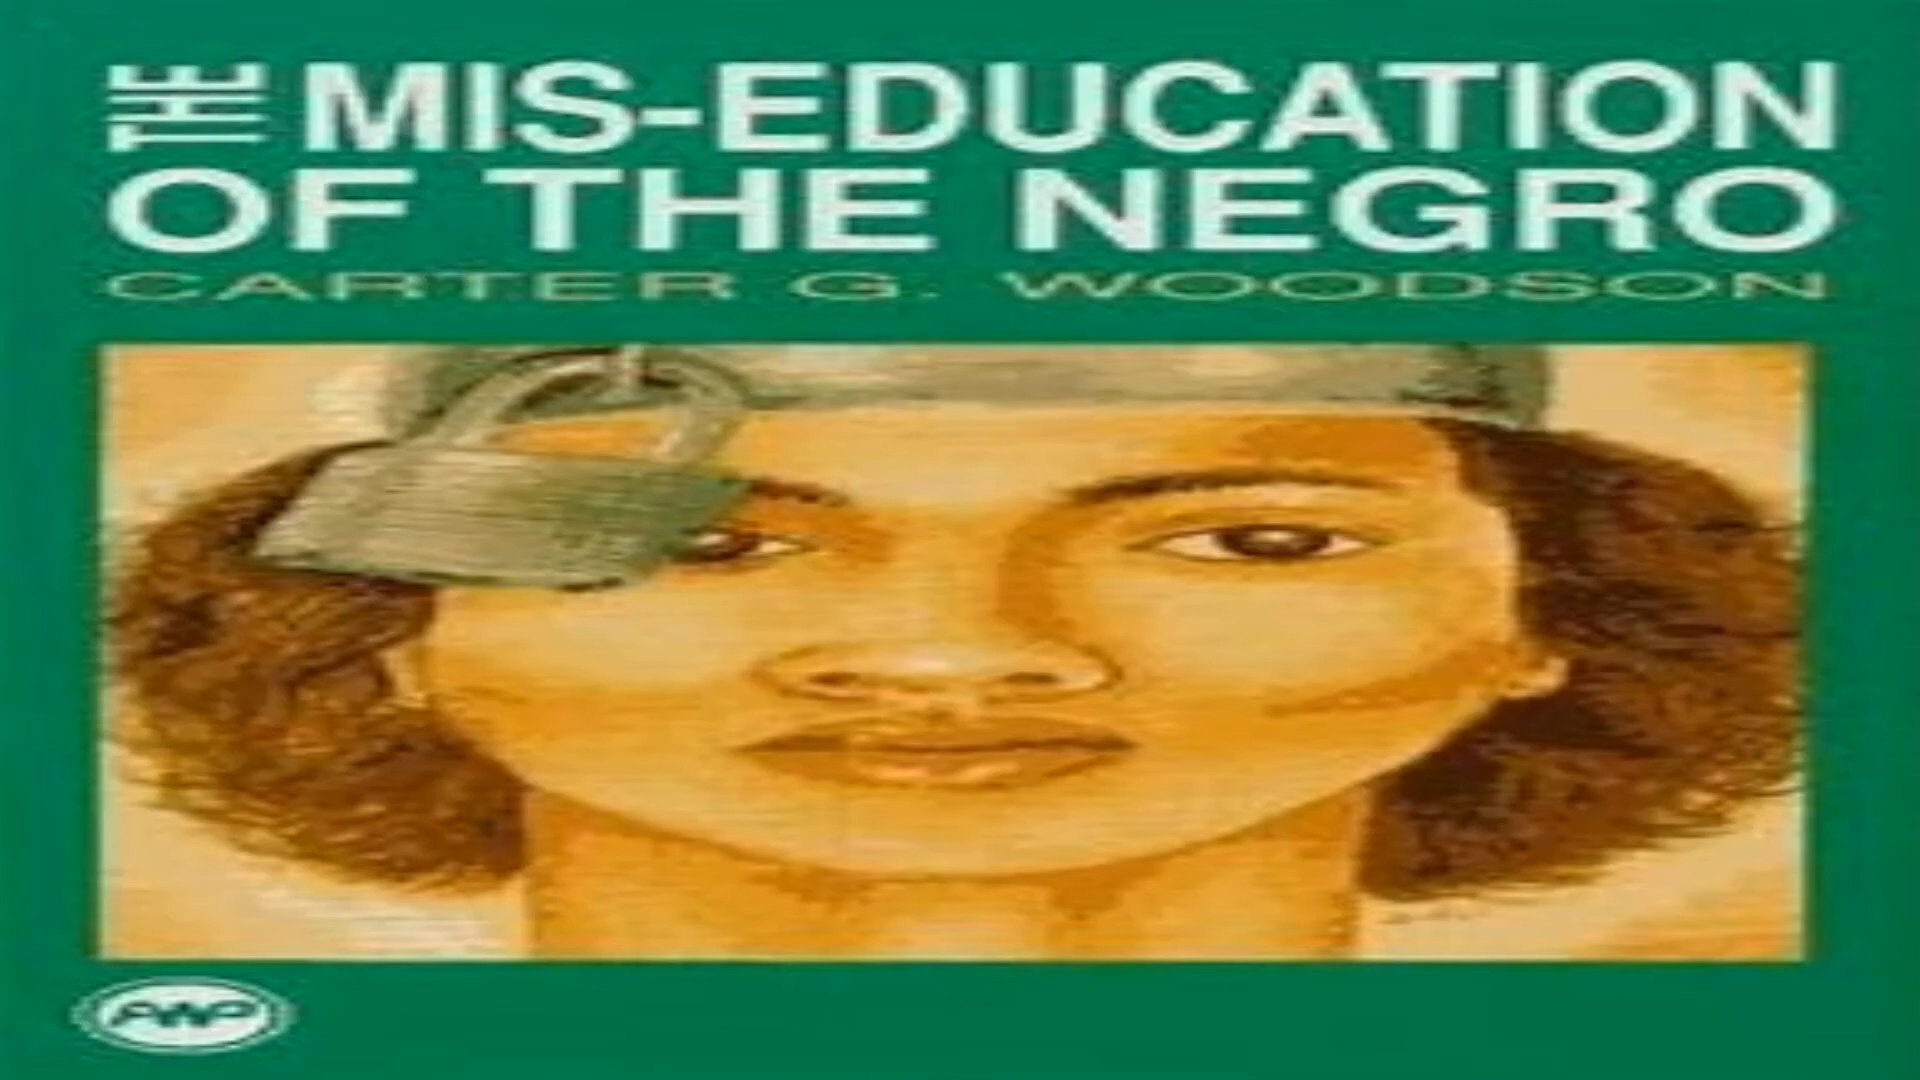 THE MIS-EDUCATION
OF THE NEGRO
CARTER G. WOODSON
AWP